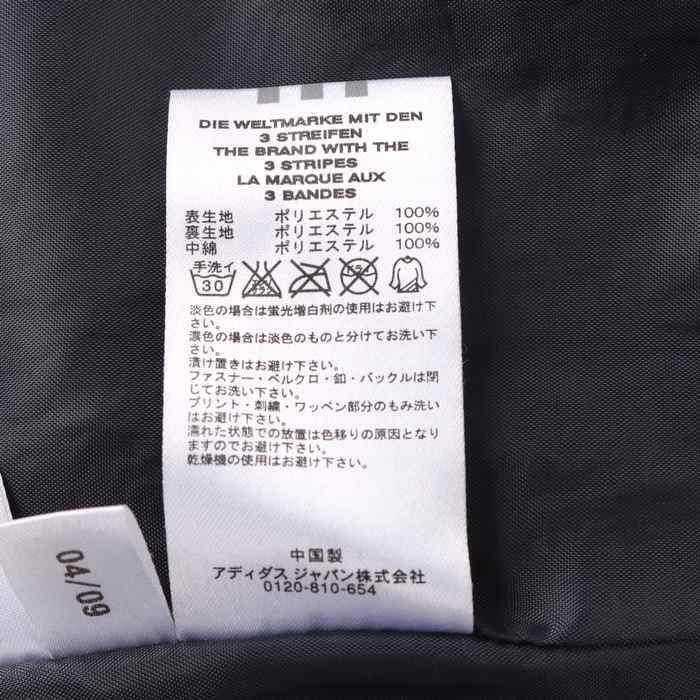 DIE WELTMARKE MIT DEN
3 STREIFEN
THE BRAND WITH THE
3 STRIPES
LA MARQUE AUX
3 BANDES
表生地 ポリエステル 100%
裏生地 ポリエステル 100%
中綿 ポリエステル 100%
手洗イ
30
ドライ
淡色の場合は蛍光増白剤の使用はお避け下
さい。
濃色の場合は淡色のものと分けてお洗い下
さい。
漬け置きはお避け下さい。
ファスナー・ベルクロ・釦・バックルは閉
じてお洗い下さい。
プリント・刺繍・ワッペン部分のもみ洗い
はお避け下さい。
濡れた状態での放置は色移りの原因となり
ますのでお避け下さい。
乾燥機の使用はお避け下さい。
中国製
アディダス ジャパン株式会社
0120-810-654
04/09